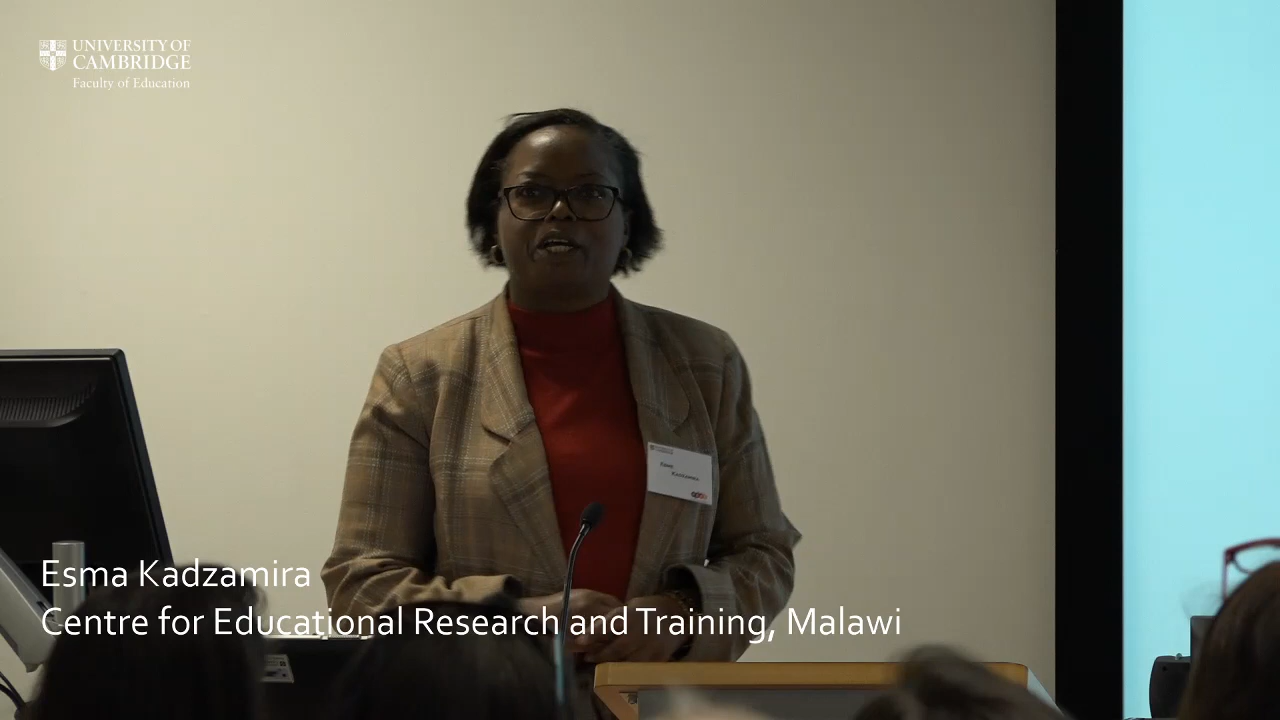 UNIVERSITY OF
CAMBRIDGE
Faculty of Education
Esma Kadzamira
Centre for Educational Research and Training, Malawi